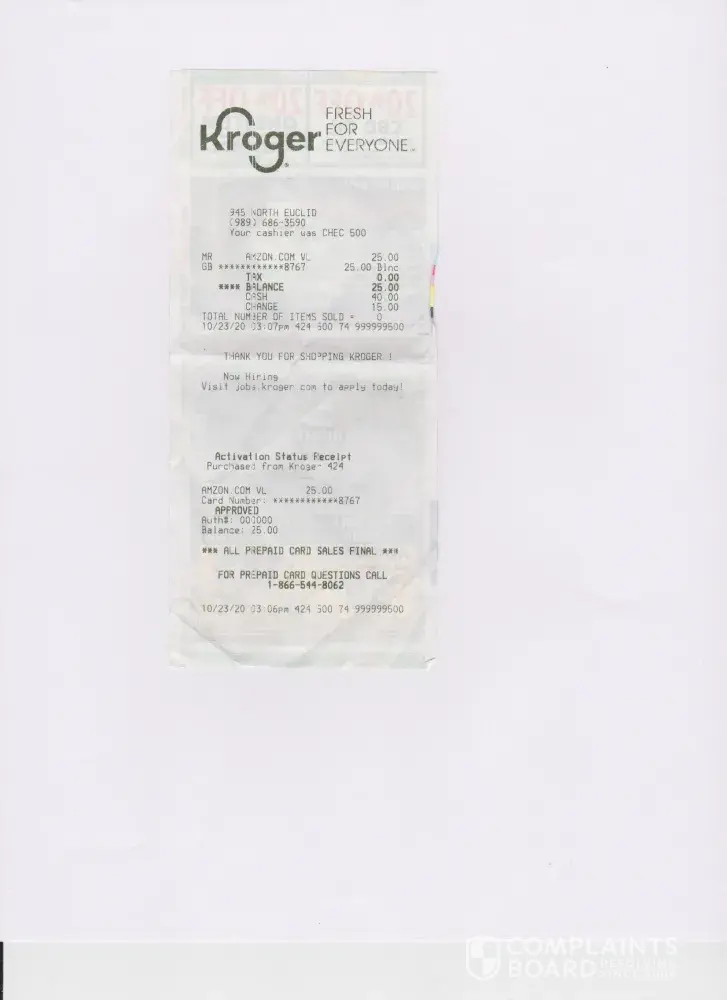 Kroger
FRESH
FOR
EVERYONE™
945 NORTH EUCLID
(989) 686-3590
Your cashier was CHEC 500
MR AMZON.COM VL 25.00
GB ************8767 25.00 Blnc
TAX 0.00
**** BALANCE 25.00
CASH 40.00
CHANGE 15.00
TOTAL NUMBER OF ITEMS SOLD = 0
10/23/20 03:07pm 424 500 74 999999500
THANK YOU FOR SHOPPING KROGER !
Now Hiring
Visit jobs.kroger.com to apply today!
Activation Status Receipt
Purchased from Kroger 424
AMZON.COM VL 25.00
Card Number: ************8767
APPROVED
Auth#: 000000
Balance: 25.00
*** ALL PREPAID CARD SALES FINAL ***
FOR PREPAID CARD QUESTIONS CALL
1-866-544-8062
10/23/20 03:06pm 424 500 74 999999500
COMPLAINTS
BOARD